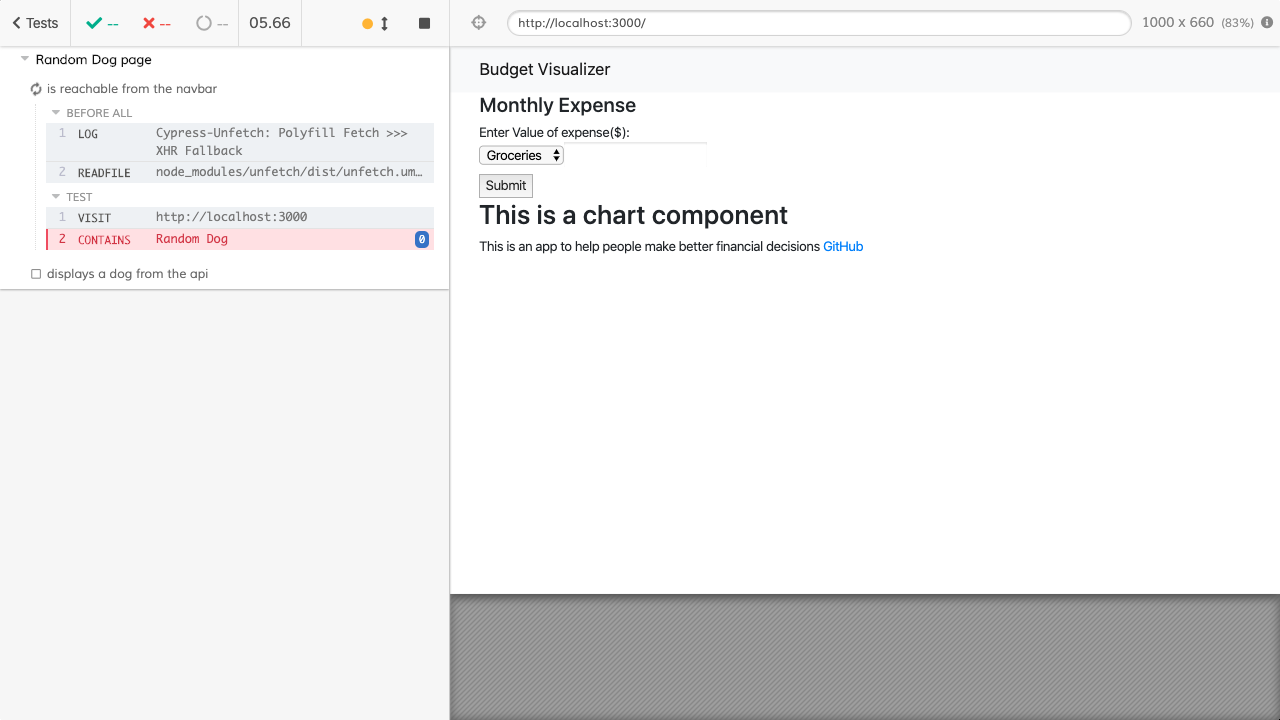 Tests
--
--
--
05.66
http://localhost:3000/
1000 x 660 (83%)
Random Dog page
is reachable from the navbar
BEFORE ALL
1 LOG Cypress-Unfetch: Polyfill Fetch >>>
XHR Fallback
2 READFILE node_modules/unfetch/dist/unfetch.um…
TEST
1 VISIT http://localhost:3000
2 CONTAINS Random Dog 0
displays a dog from the api
Budget Visualizer
Monthly Expense
Enter Value of expense($):
Groceries
Submit
This is a chart component
This is an app to help people make better financial decisions GitHub